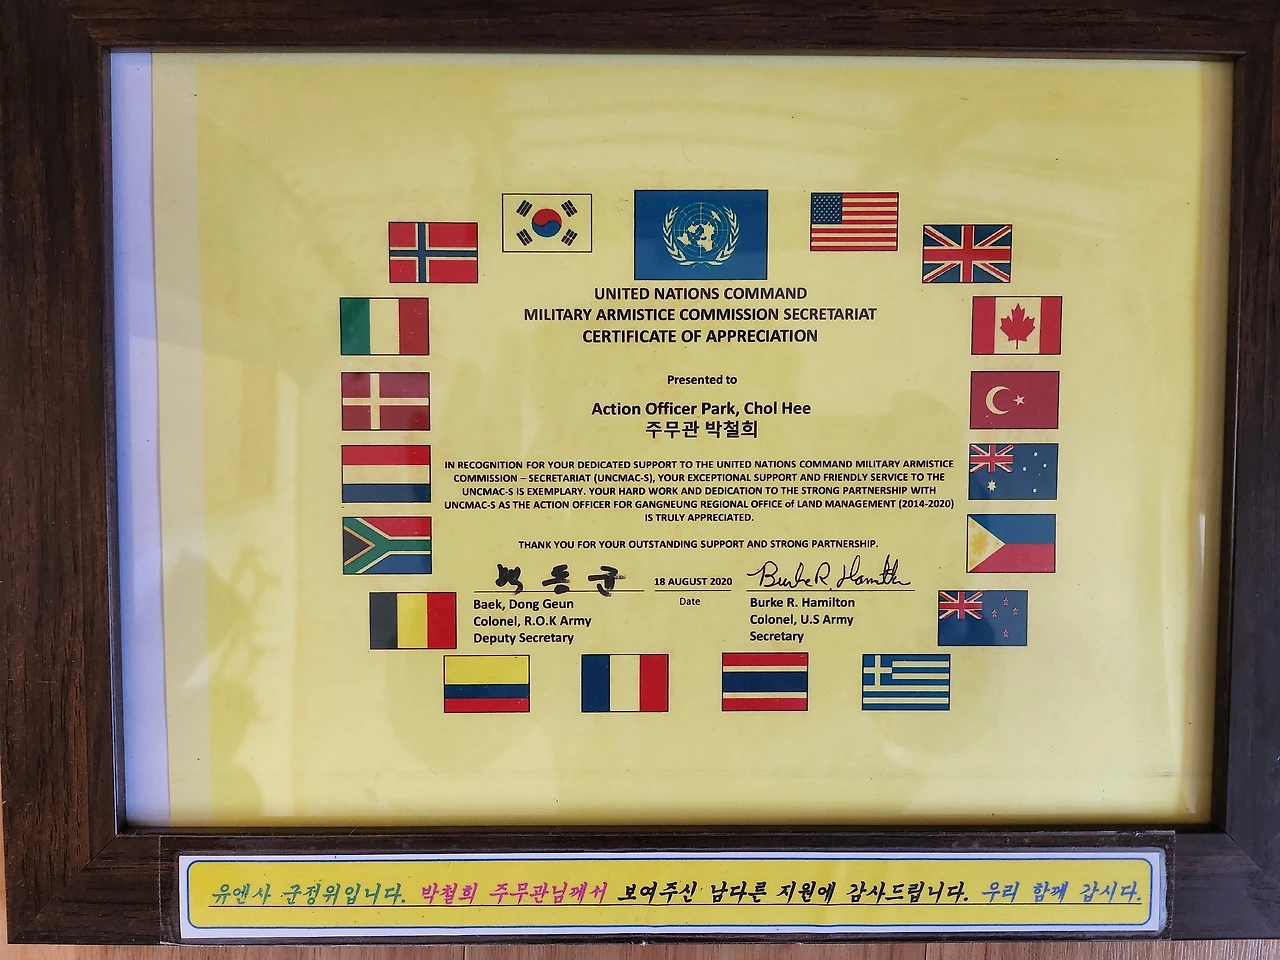 UNITED NATIONS COMMAND
MILITARY ARMISTICE COMMISSION SECRETARIAT
CERTIFICATE OF APPRECIATION
Presented to
Action Officer Park, Chol Hee
주무관 박철희
IN RECOGNITION FOR YOUR DEDICATED SUPPORT TO THE UNITED NATIONS COMMAND MILITARY ARMISTICE
COMMISSION – SECRETARIAT (UNCMAC-S), YOUR EXCEPTIONAL SUPPORT AND FRIENDLY SERVICE TO THE
UNCMAC-S IS EXEMPLARY. YOUR HARD WORK AND DEDICATION TO THE STRONG PARTNERSHIP WITH
UNCMAC-S AS THE ACTION OFFICER FOR GANGNEUNG REGIONAL OFFICE of LAND MANAGEMENT (2014-2020)
IS TRULY APPRECIATED.
THANK YOU FOR YOUR OUTSTANDING SUPPORT AND STRONG PARTNERSHIP.
백동균 18 AUGUST 2020 Burke R. Hamilton
Baek, Dong Geun Date Burke R. Hamilton
Colonel, R.O.K Army Colonel, U.S Army
Deputy Secretary Secretary
유엔사 군정위입니다. 박철희 주무관님께서 보여주신 남다른 지원에 감사드립니다. 우리 함께 갑시다.